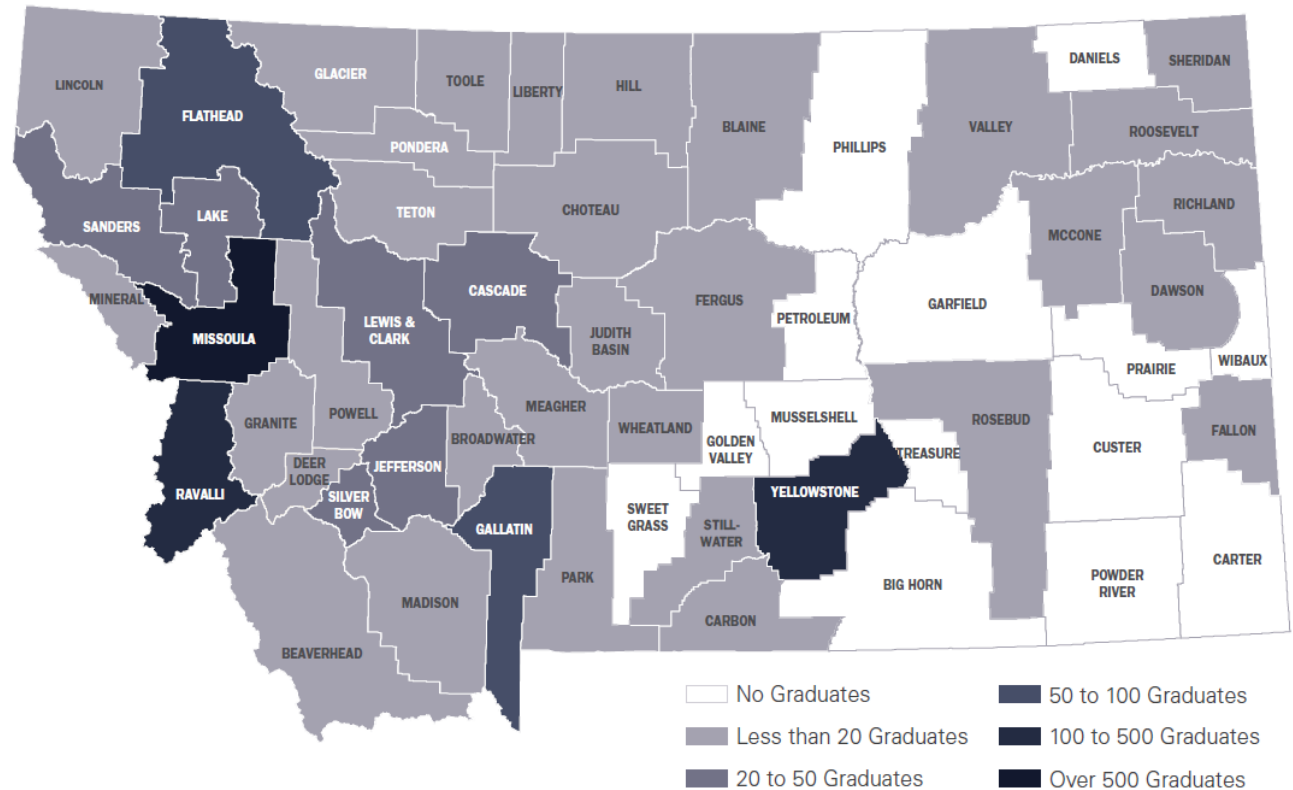 DANIELS
SHERIDAN
LINCOLN
GLACIER
TOOLE
LIBERTY
HILL
FLATHEAD
BLAINE
VALLEY
ROOSEVELT
PONDERA
PHILLIPS
TETON
CHOTEAU
RICHLAND
SANDERS
LAKE
MCCONE
MINERAL
CASCADE
DAWSON
FERGUS
GARFIELD
MISSOULA
LEWIS &
CLARK
JUDITH
BASIN
PETROLEUM
PRAIRIE
WIBAUX
GRANITE
POWELL
MEAGHER
MUSSELSHELL
ROSEBUD
BROADWATER
WHEATLAND
GOLDEN
VALLEY
TREASURE
CUSTER
FALLON
DEER
LODGE
JEFFERSON
RAVALLI
SILVER
BOW
YELLOWSTONE
GALLATIN
SWEET
GRASS
STILL-
WATER
CARTER
PARK
BIG HORN
POWDER
RIVER
MADISON
CARBON
BEAVERHEAD
No Graduates
Less than 20 Graduates
20 to 50 Graduates
50 to 100 Graduates
100 to 500 Graduates
Over 500 Graduates